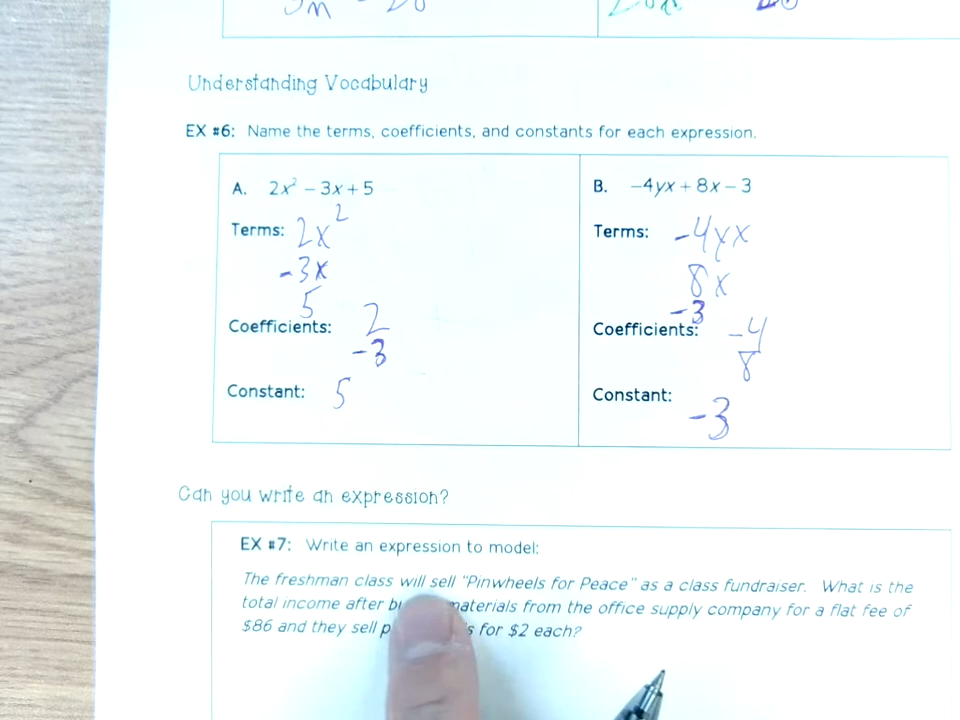 Understanding Vocabulary
EX #6: Name the terms, coefficients, and constants for each expression.
A. 2x² - 3x + 5
Terms: 2x²
-3x
5
Coefficients: 2
-3
Constant: 5
B. -4yx + 8x - 3
Terms: -4yx
8x
-3
Coefficients: -4
8
Constant:
-3
Can you write an expression?
EX #7: Write an expression to model:
The freshman class will sell "Pinwheels for Peace" as a class fundraiser. What is the
total income after materials from the office supply company for a flat fee of
$86 and they sell for $2 each?